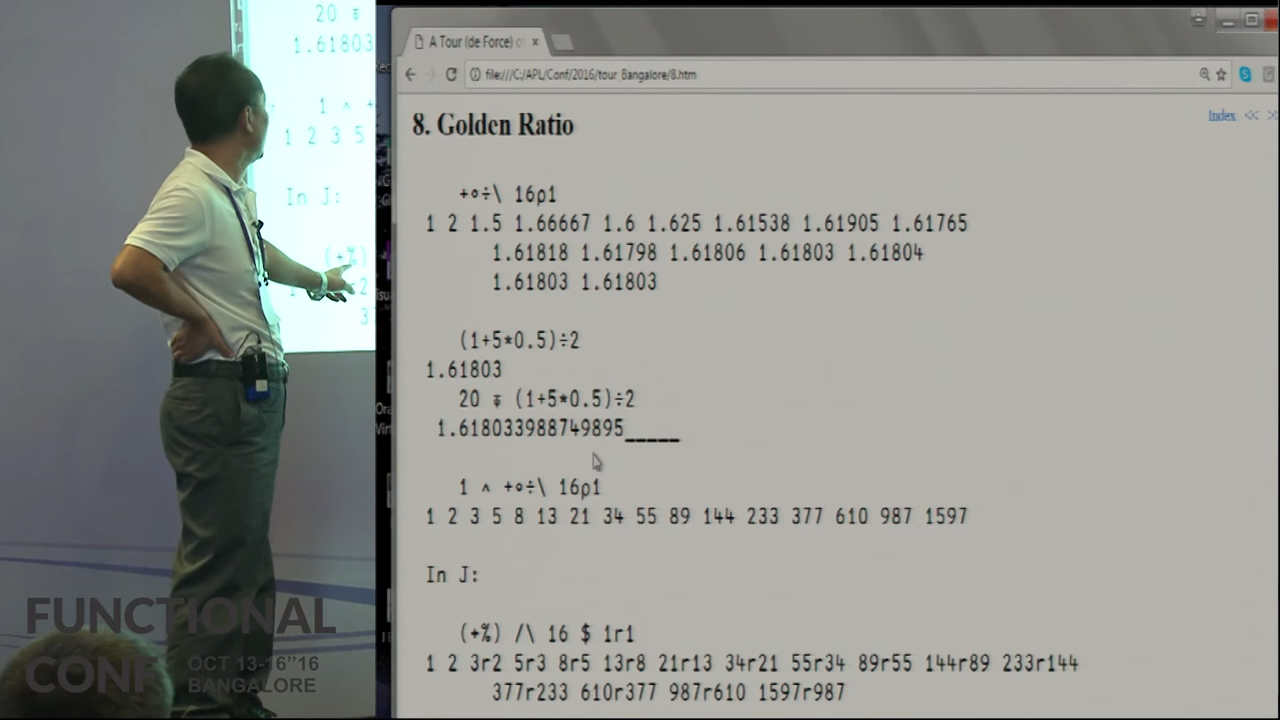 20 ⍕
1.61803
1 ∧ +
1 2 3 5
In J:
(+%)
A Tour (de Force) o
file:///C:/APL/Conf/2016/tour Bangalore/8.htm
8. Golden Ratio
Index << >
+∘÷\ 16⍴1
1 2 1.5 1.66667 1.6 1.625 1.61538 1.61905 1.61765
1.61818 1.61798 1.61806 1.61803 1.61804
1.61803 1.61803
(1+5*0.5)÷2
1.61803
20 ⍕ (1+5*0.5)÷2
1.618033988749895_____
1 ∧ +∘÷\ 16⍴1
1 2 3 5 8 13 21 34 55 89 144 233 377 610 987 1597
In J:
(+%) /\ 16 $ 1r1
1 2 3r2 5r3 8r5 13r8 21r13 34r21 55r34 89r55 144r89 233r144
377r233 610r377 987r610 1597r987
FUNCTIONAL
CONF
OCT 13-16"16
BANGALORE